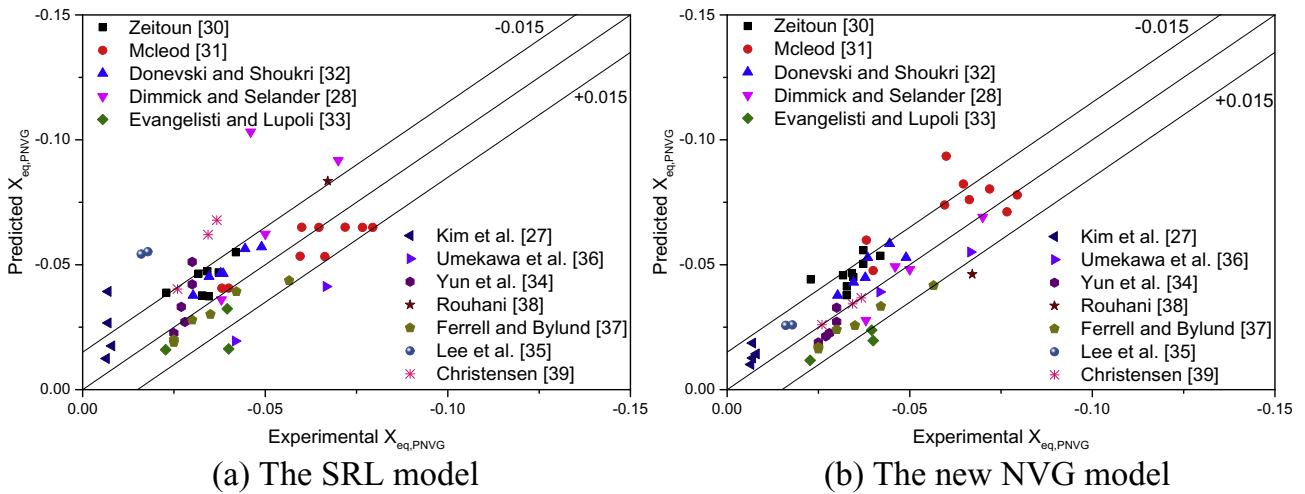 Predicted X_eq,PNVG
-0.15
-0.10
-0.05
0.00
Zeitoun [30]
Mcleod [31]
Donevski and Shoukri [32]
Dimmick and Selander [28]
Evangelisti and Lupoli [33]
-0.015
+0.015
Kim et al. [27]
Umekawa et al. [36]
Yun et al. [34]
Rouhani [38]
Ferrell and Bylund [37]
Lee et al. [35]
Christensen [39]
0.00 -0.05 -0.10 -0.15
Experimental X_eq,PNVG
(a) The SRL model
Predicted X_eq,PNVG
-0.15
-0.10
-0.05
0.00
Zeitoun [30]
Mcleod [31]
Donevski and Shoukri [32]
Dimmick and Selander [28]
Evangelisti and Lupoli [33]
-0.015
+0.015
Kim et al. [27]
Umekawa et al. [36]
Yun et al. [34]
Rouhani [38]
Ferrell and Bylund [37]
Lee et al. [35]
Christensen [39]
0.00 -0.05 -0.10 -0.15
Experimental X_eq,PNVG
(b) The new NVG model